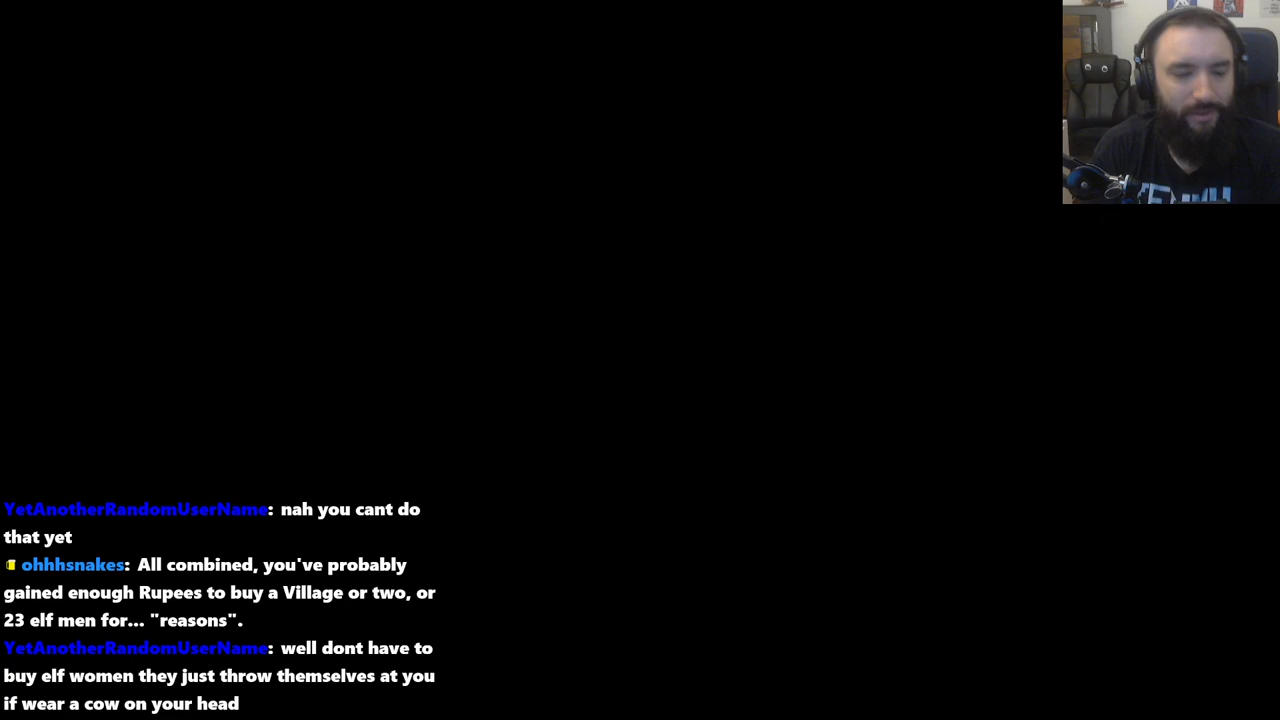 YetAnotherRandomUserName: nah you cant do
that yet
ohhhsnakes: All combined, you've probably
gained enough Rupees to buy a Village or two, or
23 elf men for... "reasons".
YetAnotherRandomUserName: well dont have to
buy elf women they just throw themselves at you
if wear a cow on your head